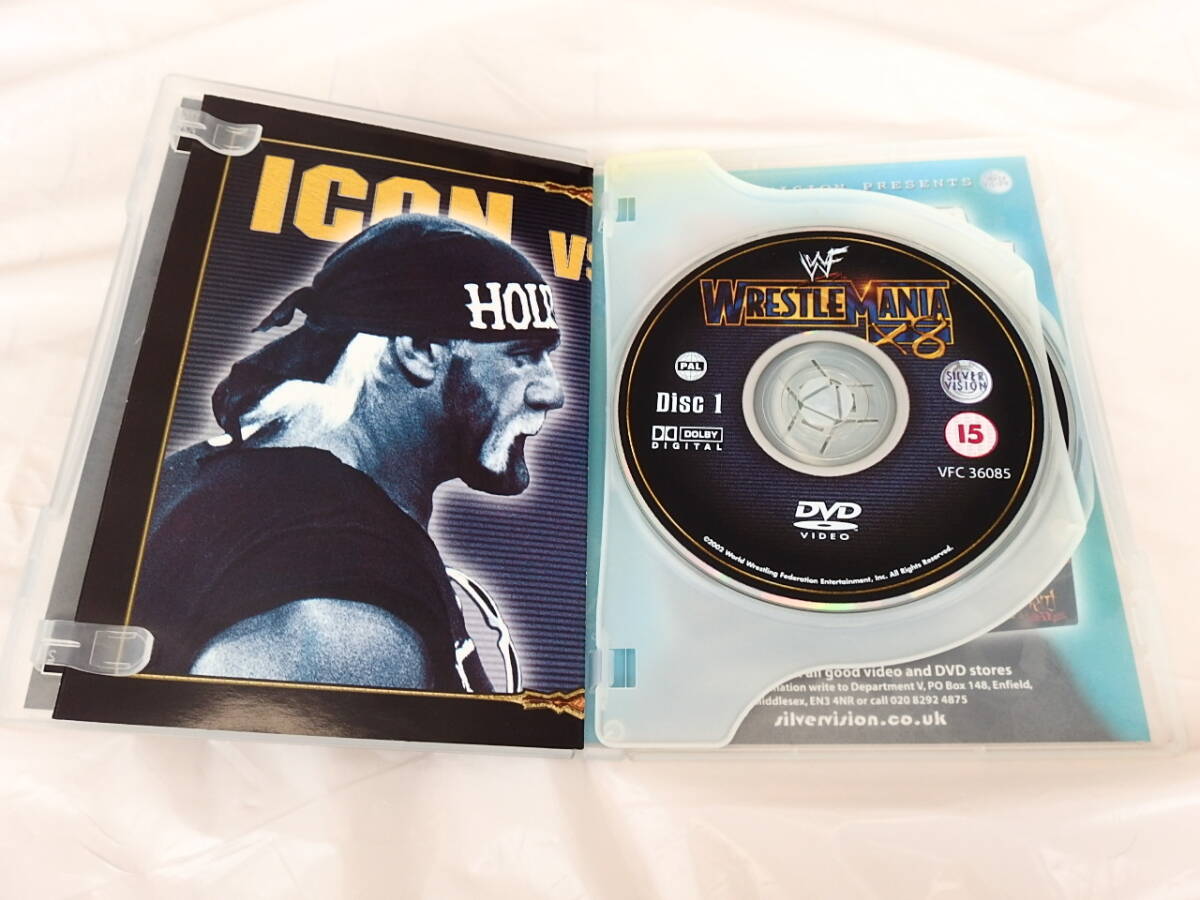 ICON
vs
HOLL
PRESENTS
WF
WRESTLEMANIA
X8
PAL
SILVER
VISION
Disc 1
15
DOLBY
DIGITAL
VFC 36085
DVD
VIDEO
©2002 World Wrestling Federation Entertainment, Inc. All Rights Reserved.
all good video and DVD stores
write to Department V, PO Box 148, Enfield,
Middlesex, EN3 4NR or call 020 8292 4875
silvervision.co.uk